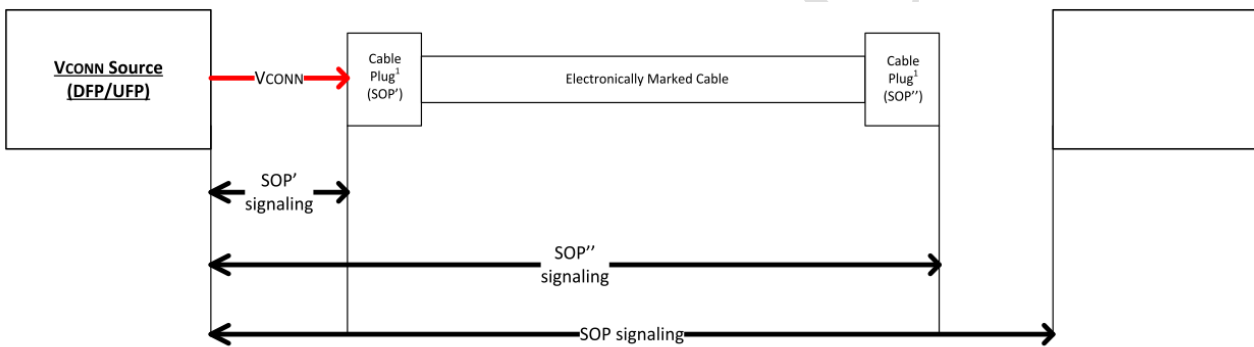 VCONN Source
(DFP/UFP)
VCONN
Cable
Plug¹
(SOP’)
Electronically Marked Cable
Cable
Plug¹
(SOP’’)
SOP’
signaling
SOP’’
signaling
SOP signaling